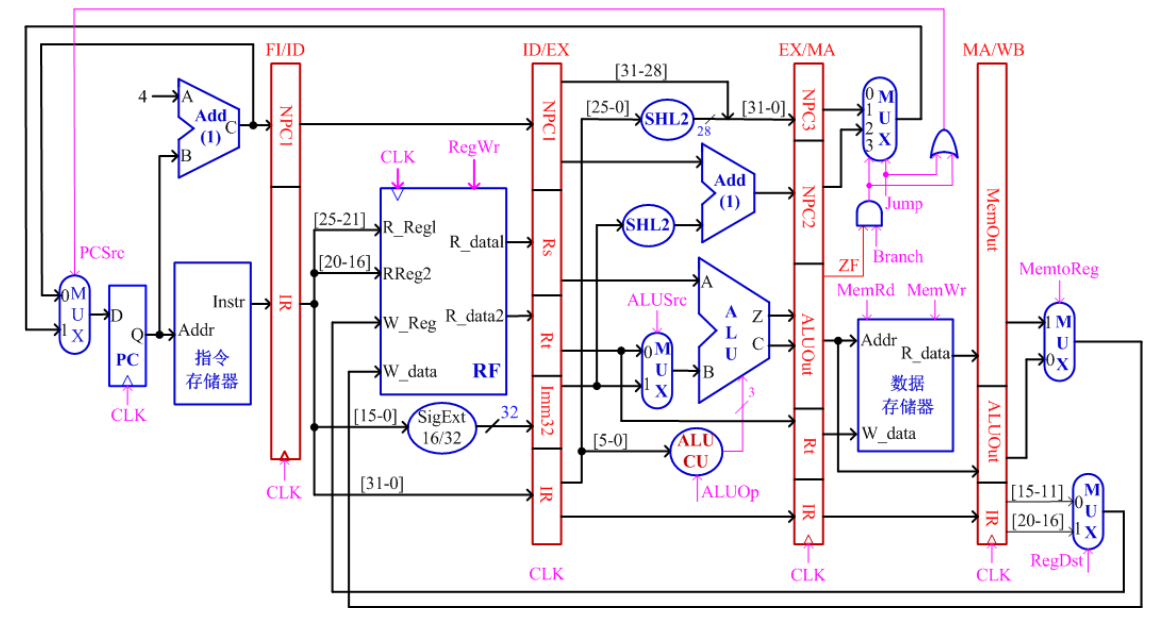 FI/ID
ID/EX
EX/MA
MA/WB
4
A
Add
(1)
C
B
NPC1
NPC1
[31-28]
[25-0]
SHL2
28
[31-0]
NPC3
0
1
2
3
M
U
X
CLK
RegWr
Add
(1)
NPC2
Jump
MemOut
[25-21]
R_Reg1
R_data1
[20-16]
RReg2
Rs
SHL2
Branch
ZF
PCSrc
0
1
M
U
X
D
Q
PC
CLK
Instr
Addr
指令
存储器
IR
W_Reg
R_data2
W_data
RF
Rt
ALUSrc
0
1
M
U
X
A
B
A
L
U
Z
C
ALUOut
MemRd
MemWr
Addr
R_data
数据
存储器
W_data
MemtoReg
1
0
M
U
X
[15-0]
SigExt
16/32
32
Imm32
[5-0]
ALU
CU
3
ALUOp
Rt
ALUOut
CLK
[31-0]
IR
IR
IR
[15-11]
[20-16]
0
1
M
U
X
RegDst
CLK
CLK
CLK